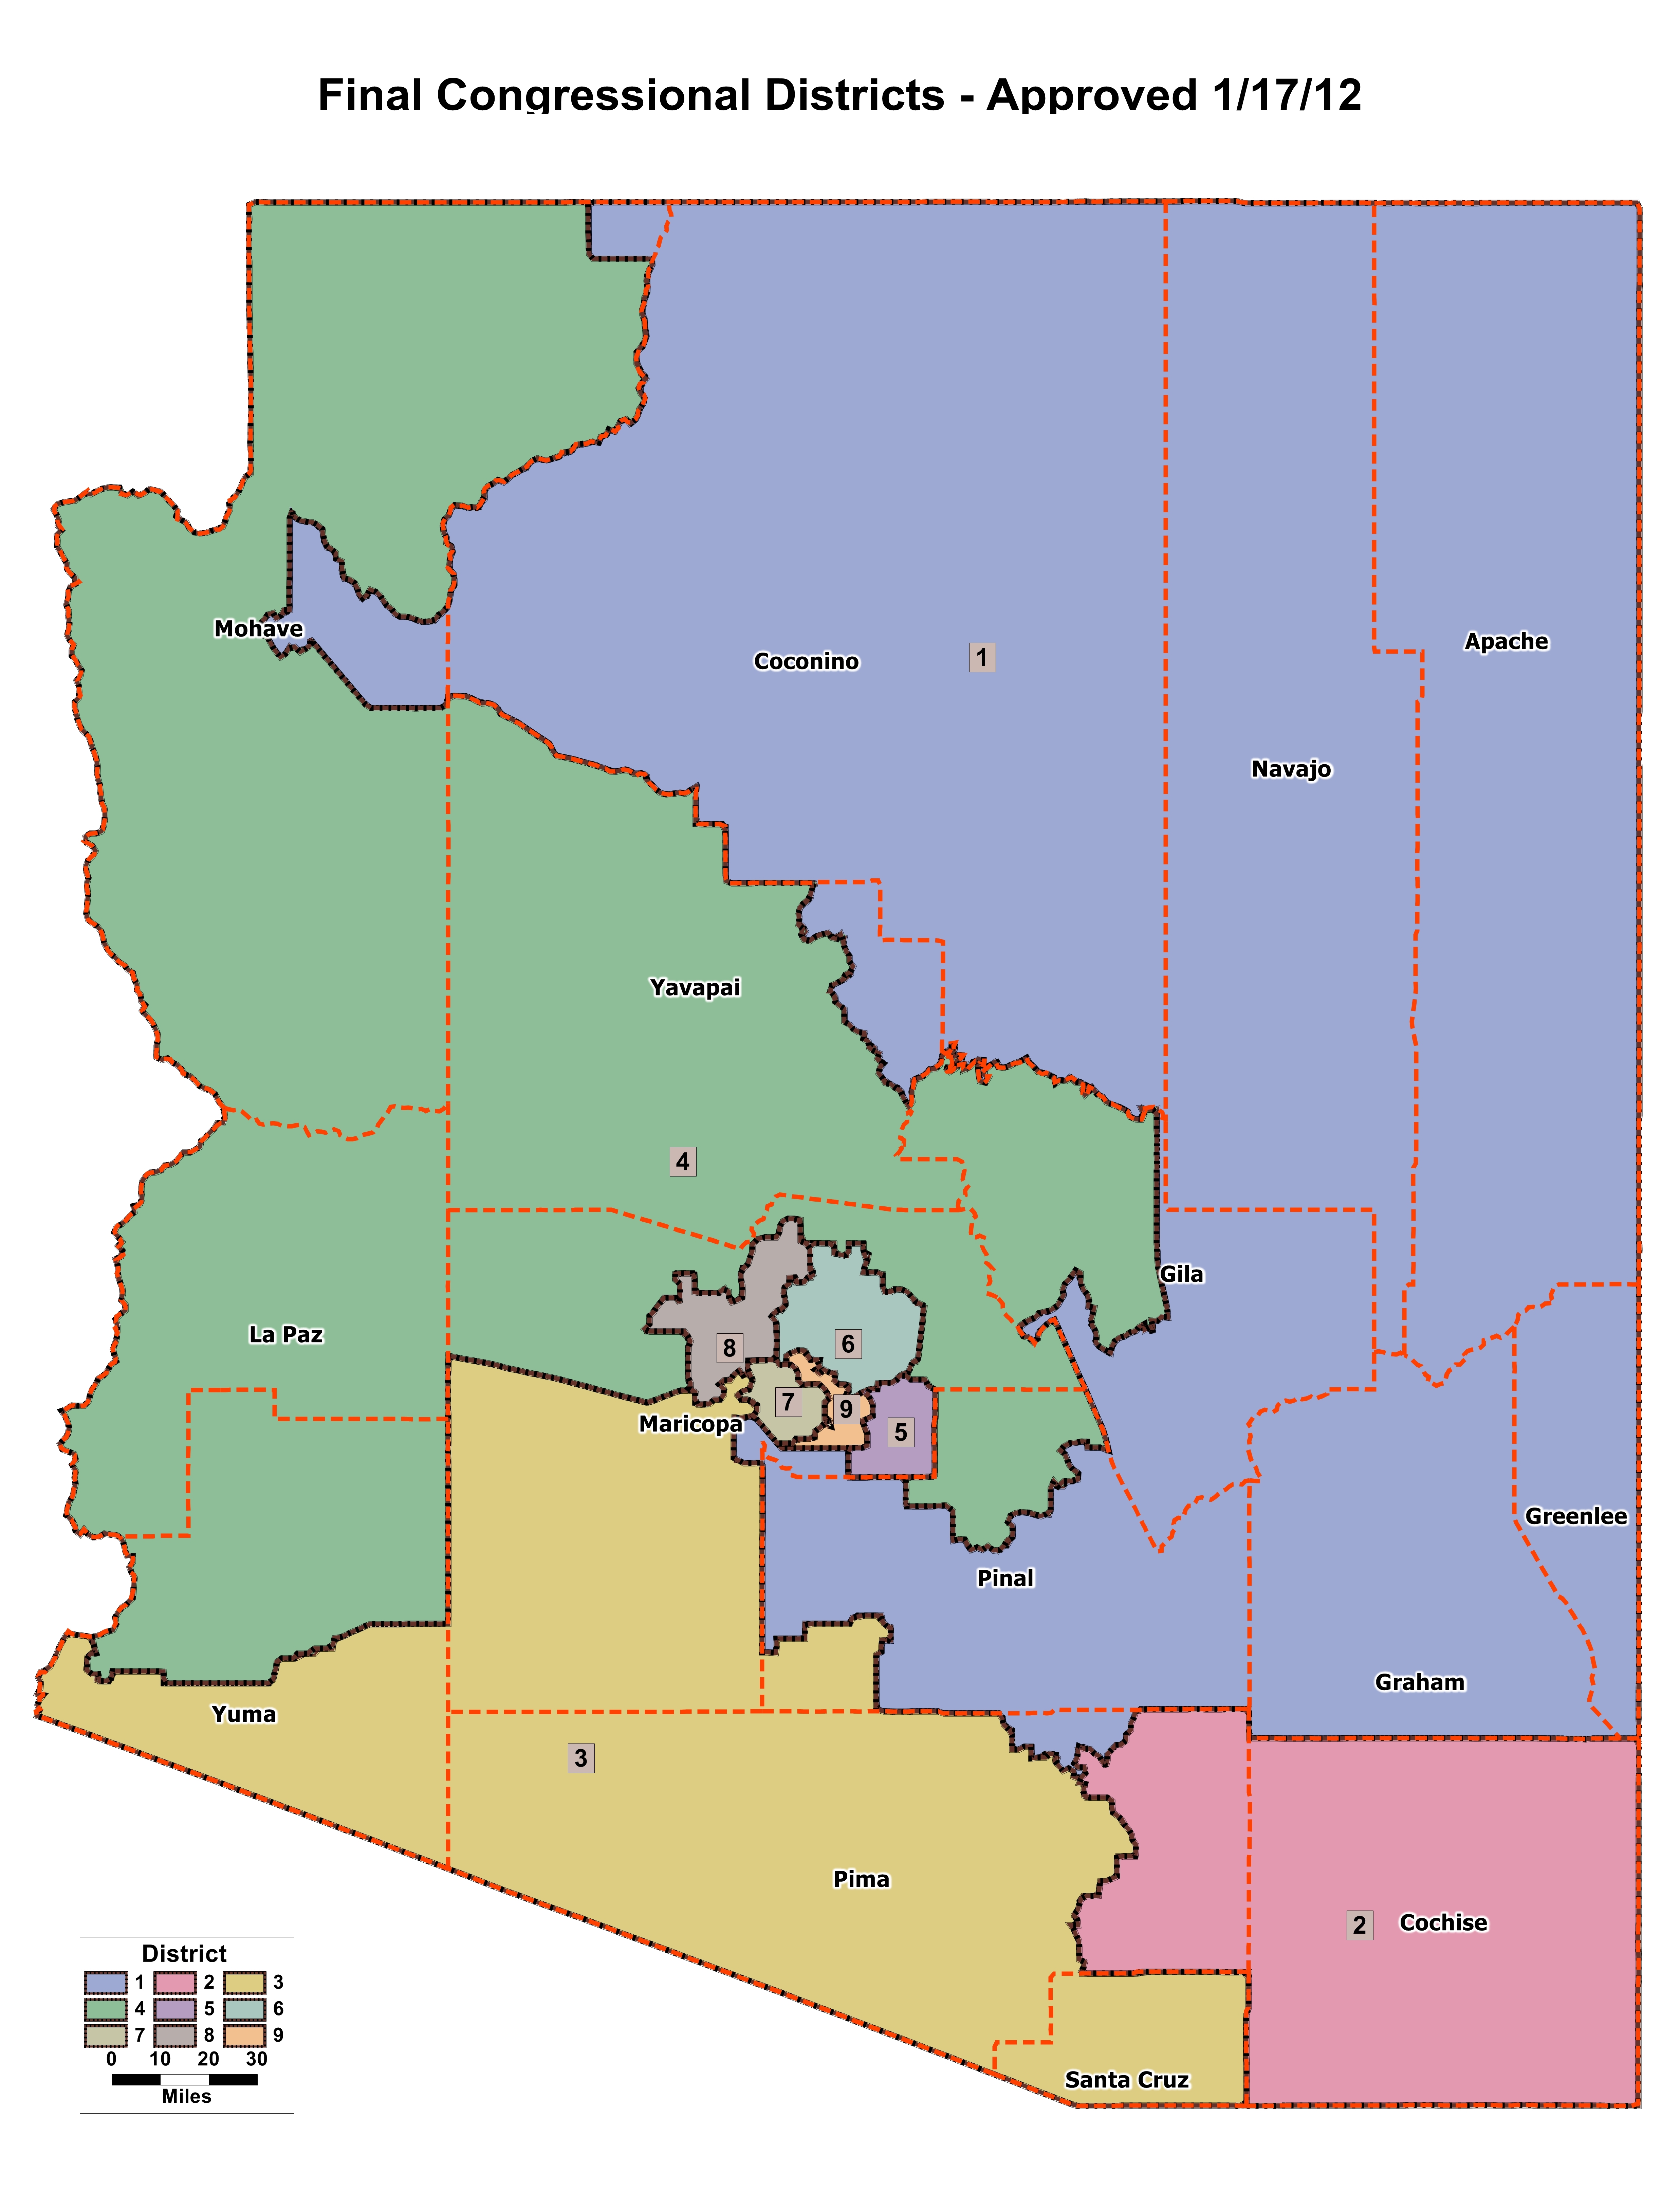 Final Congressional Districts - Approved 1/17/12
Mohave
Coconino
1
Apache
Navajo
Yavapai
4
Gila
La Paz
8
6
7
9
Maricopa
5
Greenlee
Pinal
Graham
Yuma
3
Pima
2
Cochise
Santa Cruz
District
1 2 3
4 5 6
7 8 9
0 10 20 30
Miles